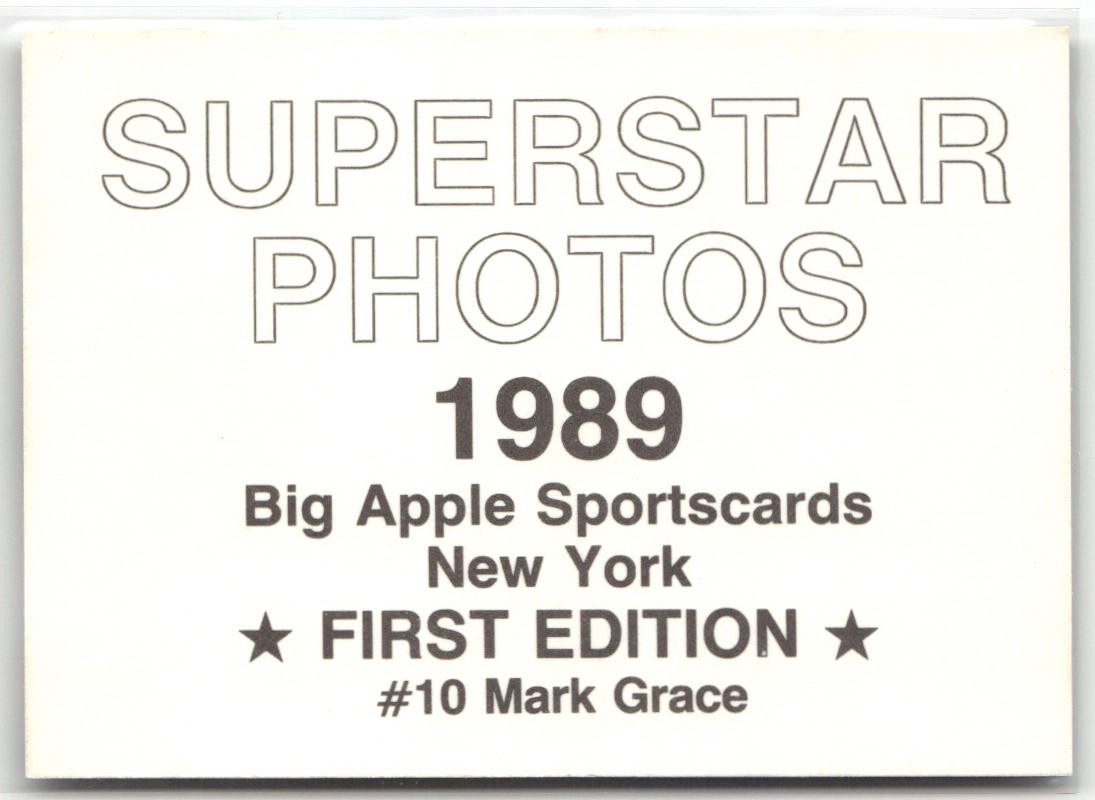 SUPERSTAR
PHOTOS
1989
Big Apple Sportscards
New York
★ FIRST EDITION ★
#10 Mark Grace